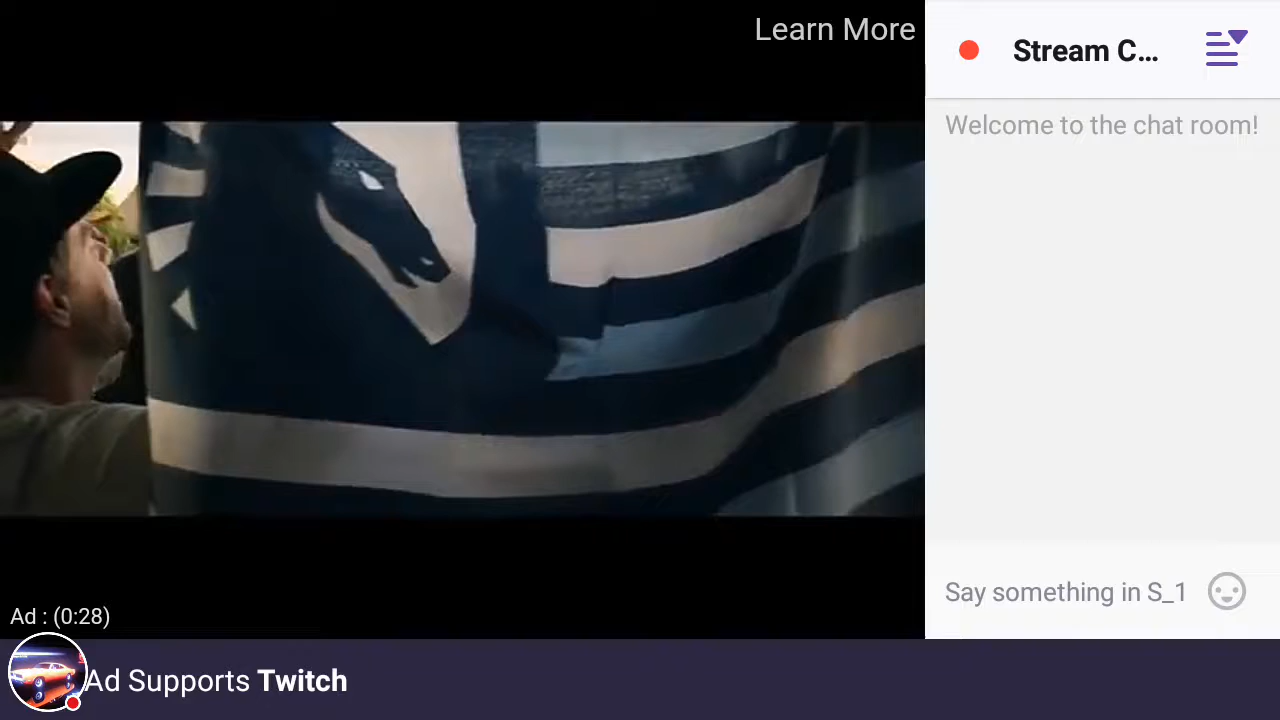 Learn More
Stream C...
Welcome to the chat room!
Say something in S_1
Ad : (0:28)
Ad Supports Twitch